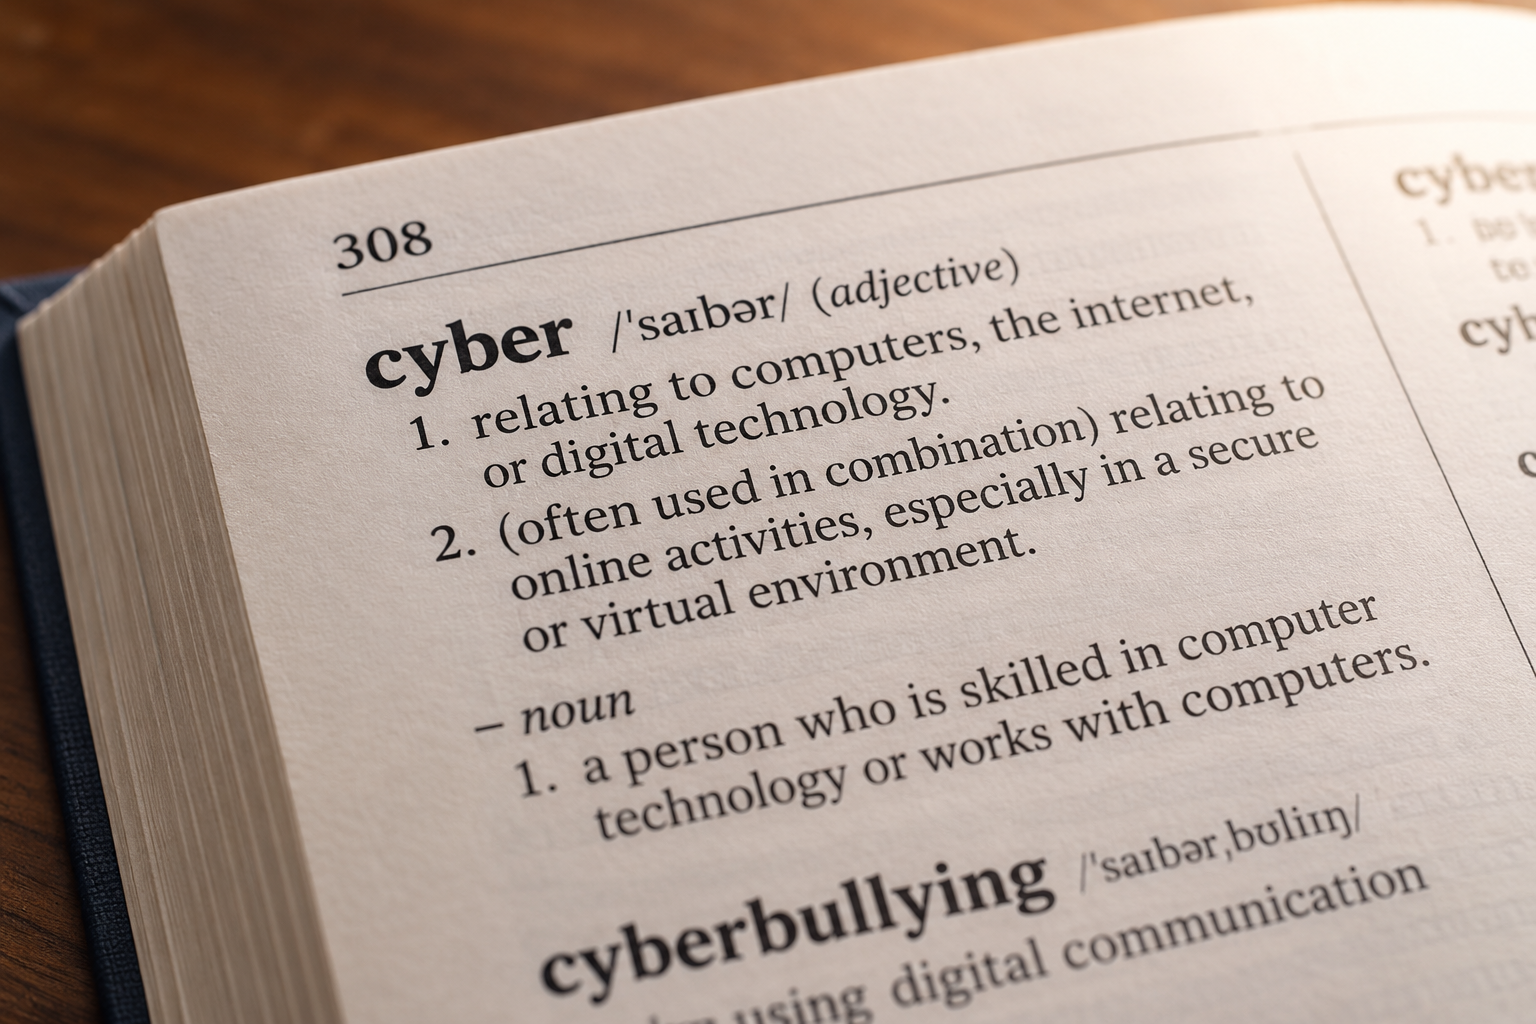 308
cyber /ˈsaɪbər/ (adjective)
1. relating to computers, the internet,
or digital technology.
2. (often used in combination) relating to
online activities, especially in a secure
or virtual environment.
– noun
1. a person who is skilled in computer
technology or works with computers.
cyberbullying /ˈsaɪbərˌbʊliɪŋ/
using digital communication
1.